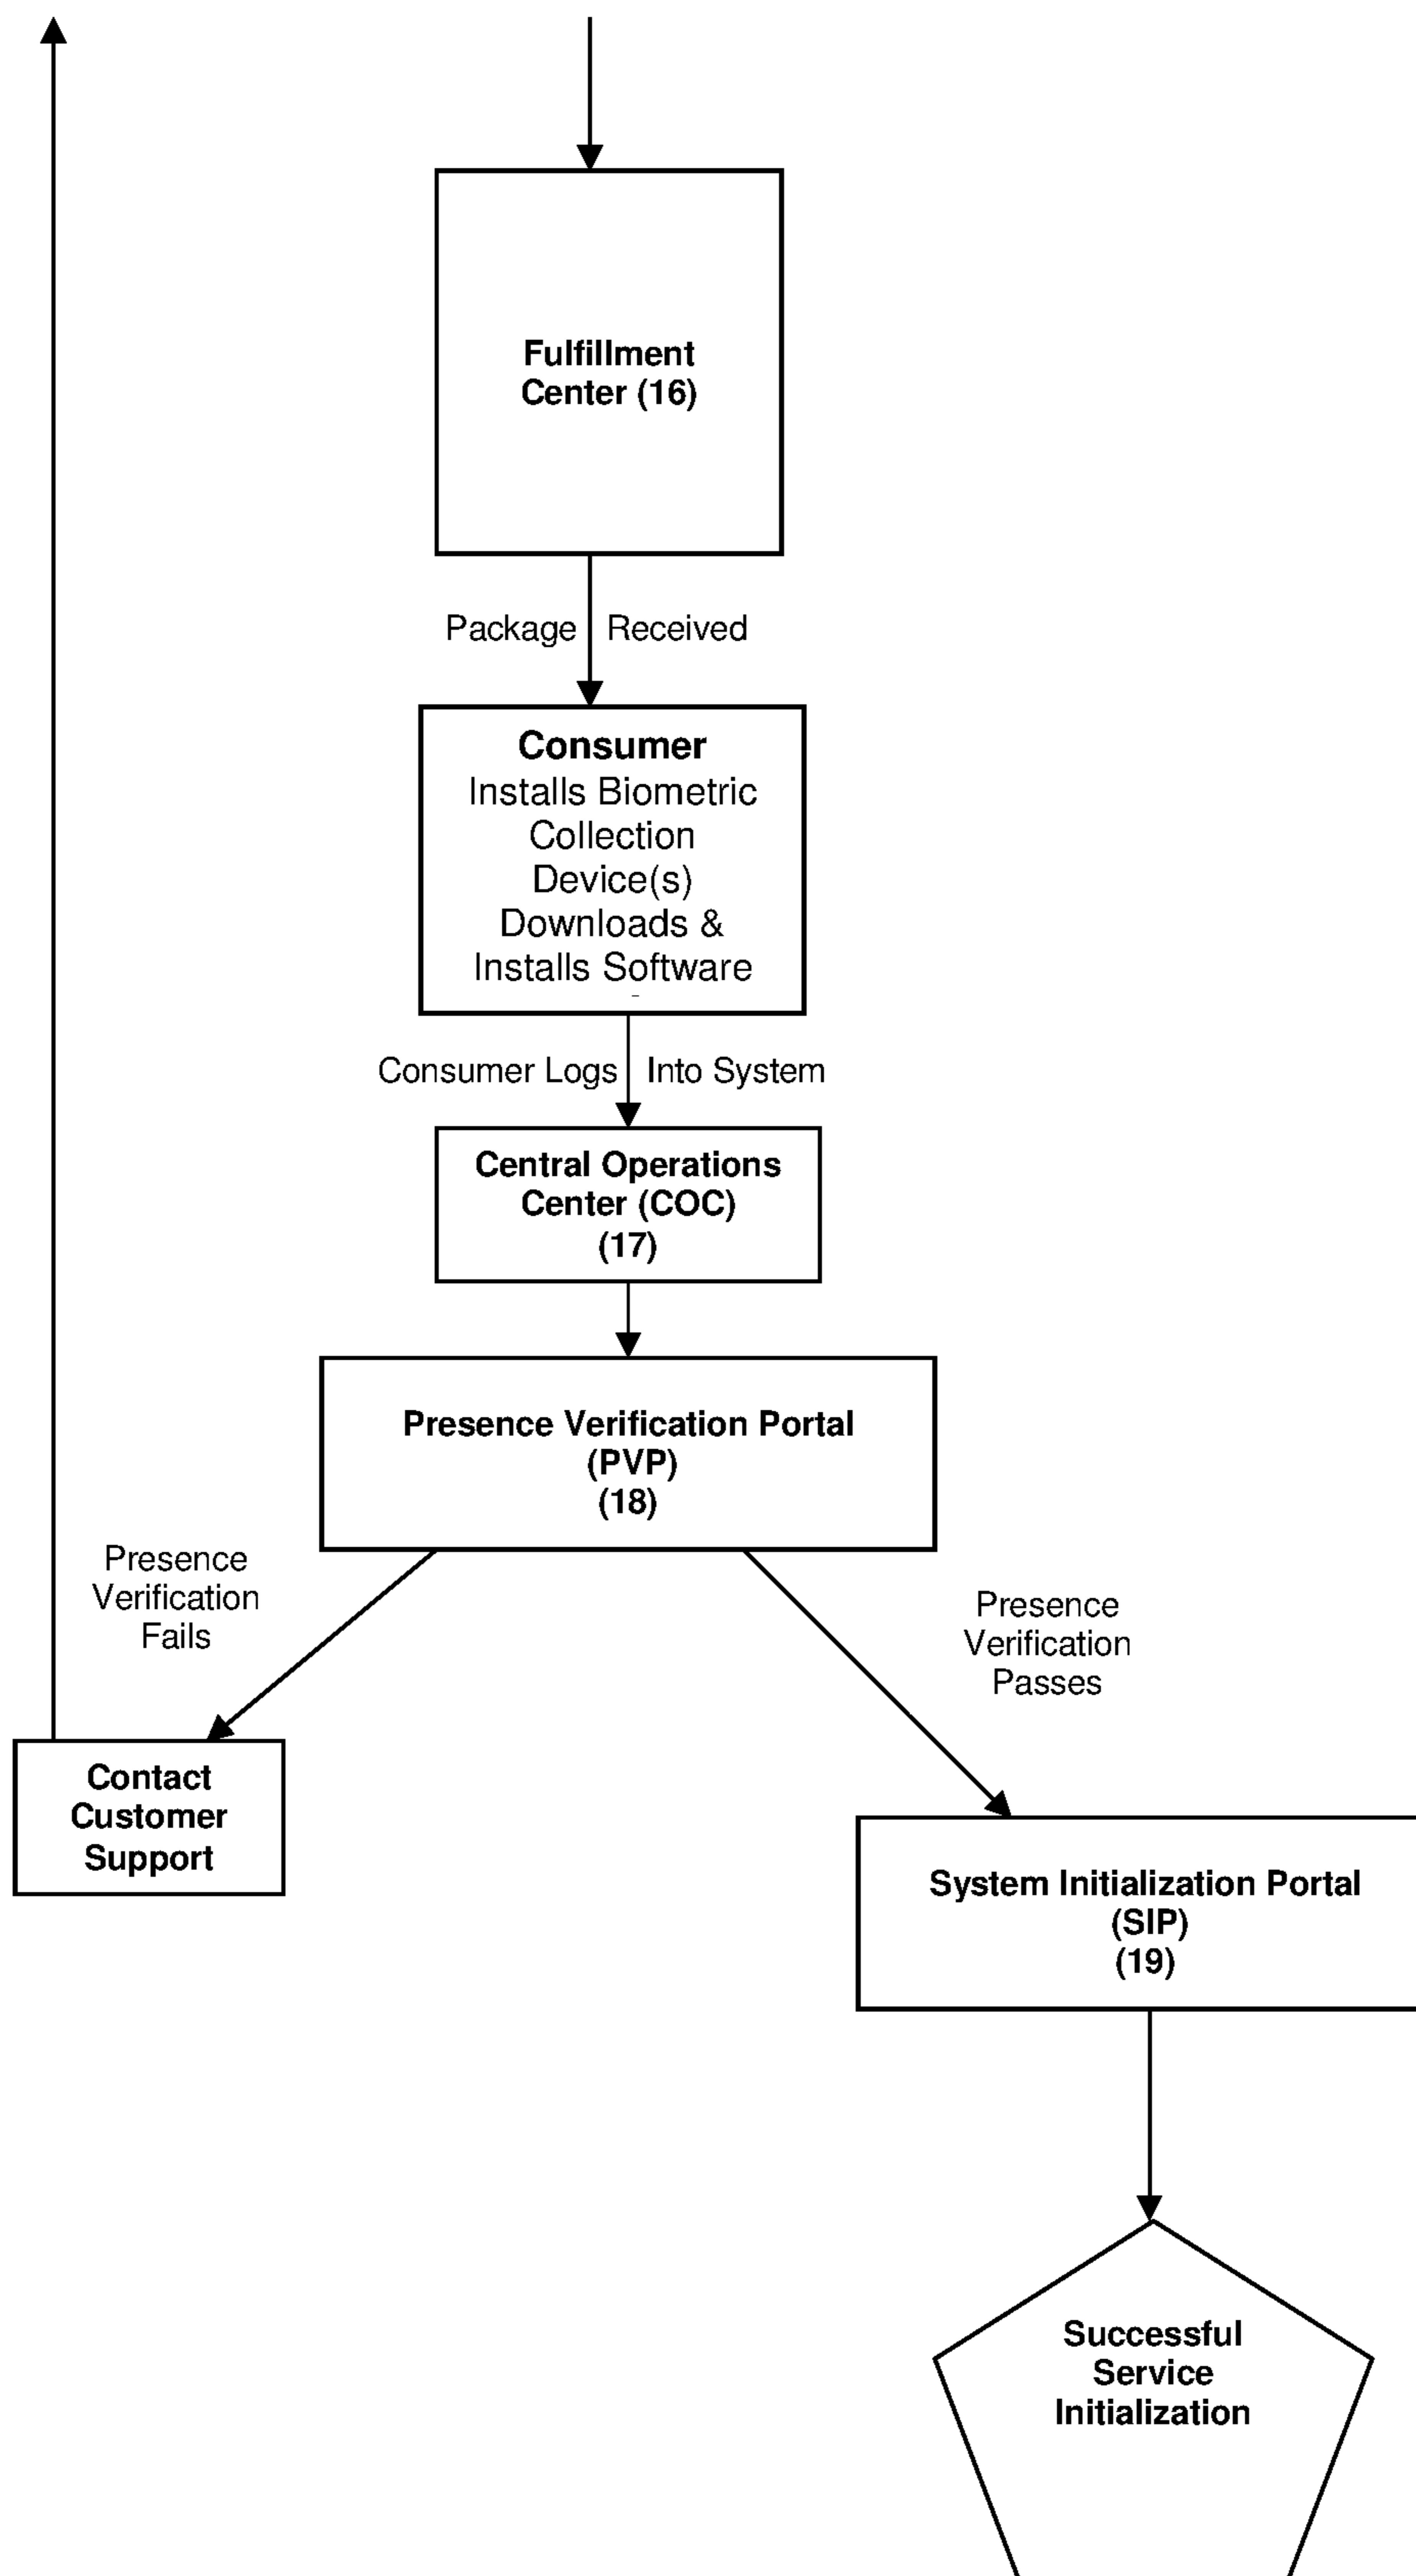 Fulfillment
Center (16)
Package Received
Consumer
Installs Biometric
Collection
Device(s)
Downloads &
Installs Software
-
Consumer Logs Into System
Central Operations
Center (COC)
(17)
Presence Verification Portal
(PVP)
(18)
Presence
Verification
Fails
Presence
Verification
Passes
Contact
Customer
Support
System Initialization Portal
(SIP)
(19)
Successful
Service
Initialization